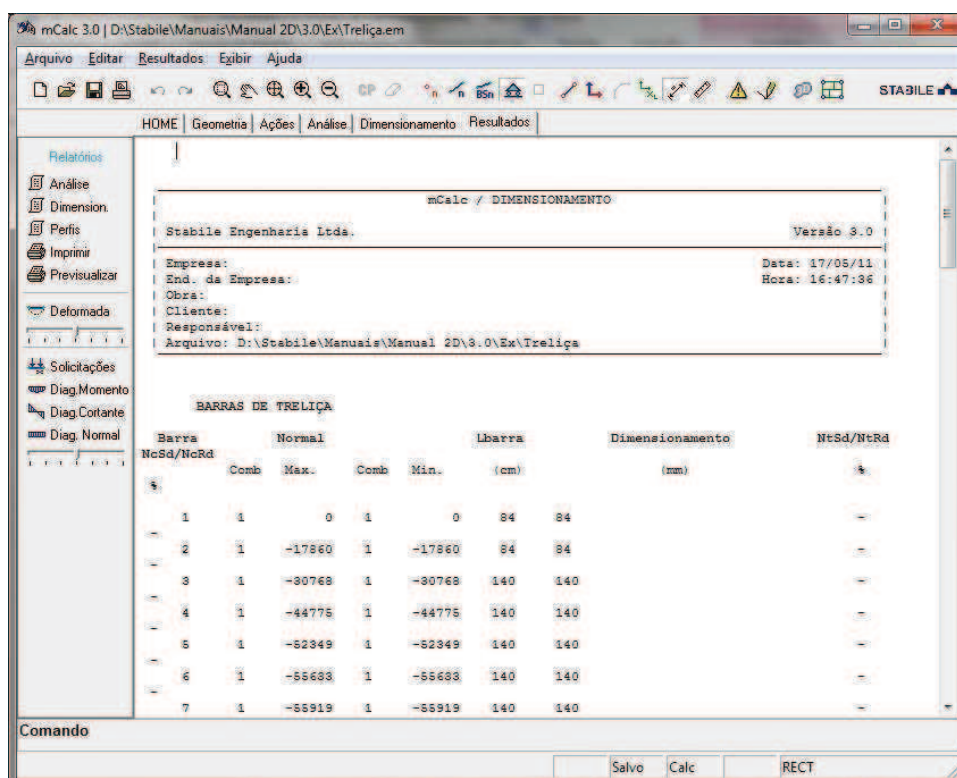 mCalc 3.0 | D:\Stabile\Manuais\Manual 2D\3.0\Ex\Treliça.em
Arquivo Editar Resultados Exibir Ajuda
STABILE
HOME | Geometria | Ações | Análise | Dimensionamento Resultados
Relatórios
Análise
Dimension.
Perfis
Imprimir
Previsualizar
Deformada
Solicitações
Diag.Momento
Diag.Cortante
Diag. Normal
mCalc / DIMENSIONAMENTO
Stabile Engenharia Ltda. Versão 3.0
Empresa: Data: 17/05/11
End. da Empresa: Hora: 16:47:36
Obra:
Cliente:
Responsável:
Arquivo: D:\Stabile\Manuais\Manual 2D\3.0\Ex\Treliça
BARRAS DE TRELIÇA
Barra Normal Lbarra Dimensionamento NtSd/NtRd
NcSd/NcRd
Comb Max. Comb Min. (cm) (mm) %
%
1 1 0 1 0 84 84 -
-
2 1 -17860 1 -17860 84 84 -
-
3 1 -30768 1 -30768 140 140 -
-
4 1 -44775 1 -44775 140 140 -
-
5 1 -52349 1 -52349 140 140 -
-
6 1 -55683 1 -55683 140 140 -
-
7 1 -55919 1 -55919 140 140 -
Comando
Salvo Calc RECT